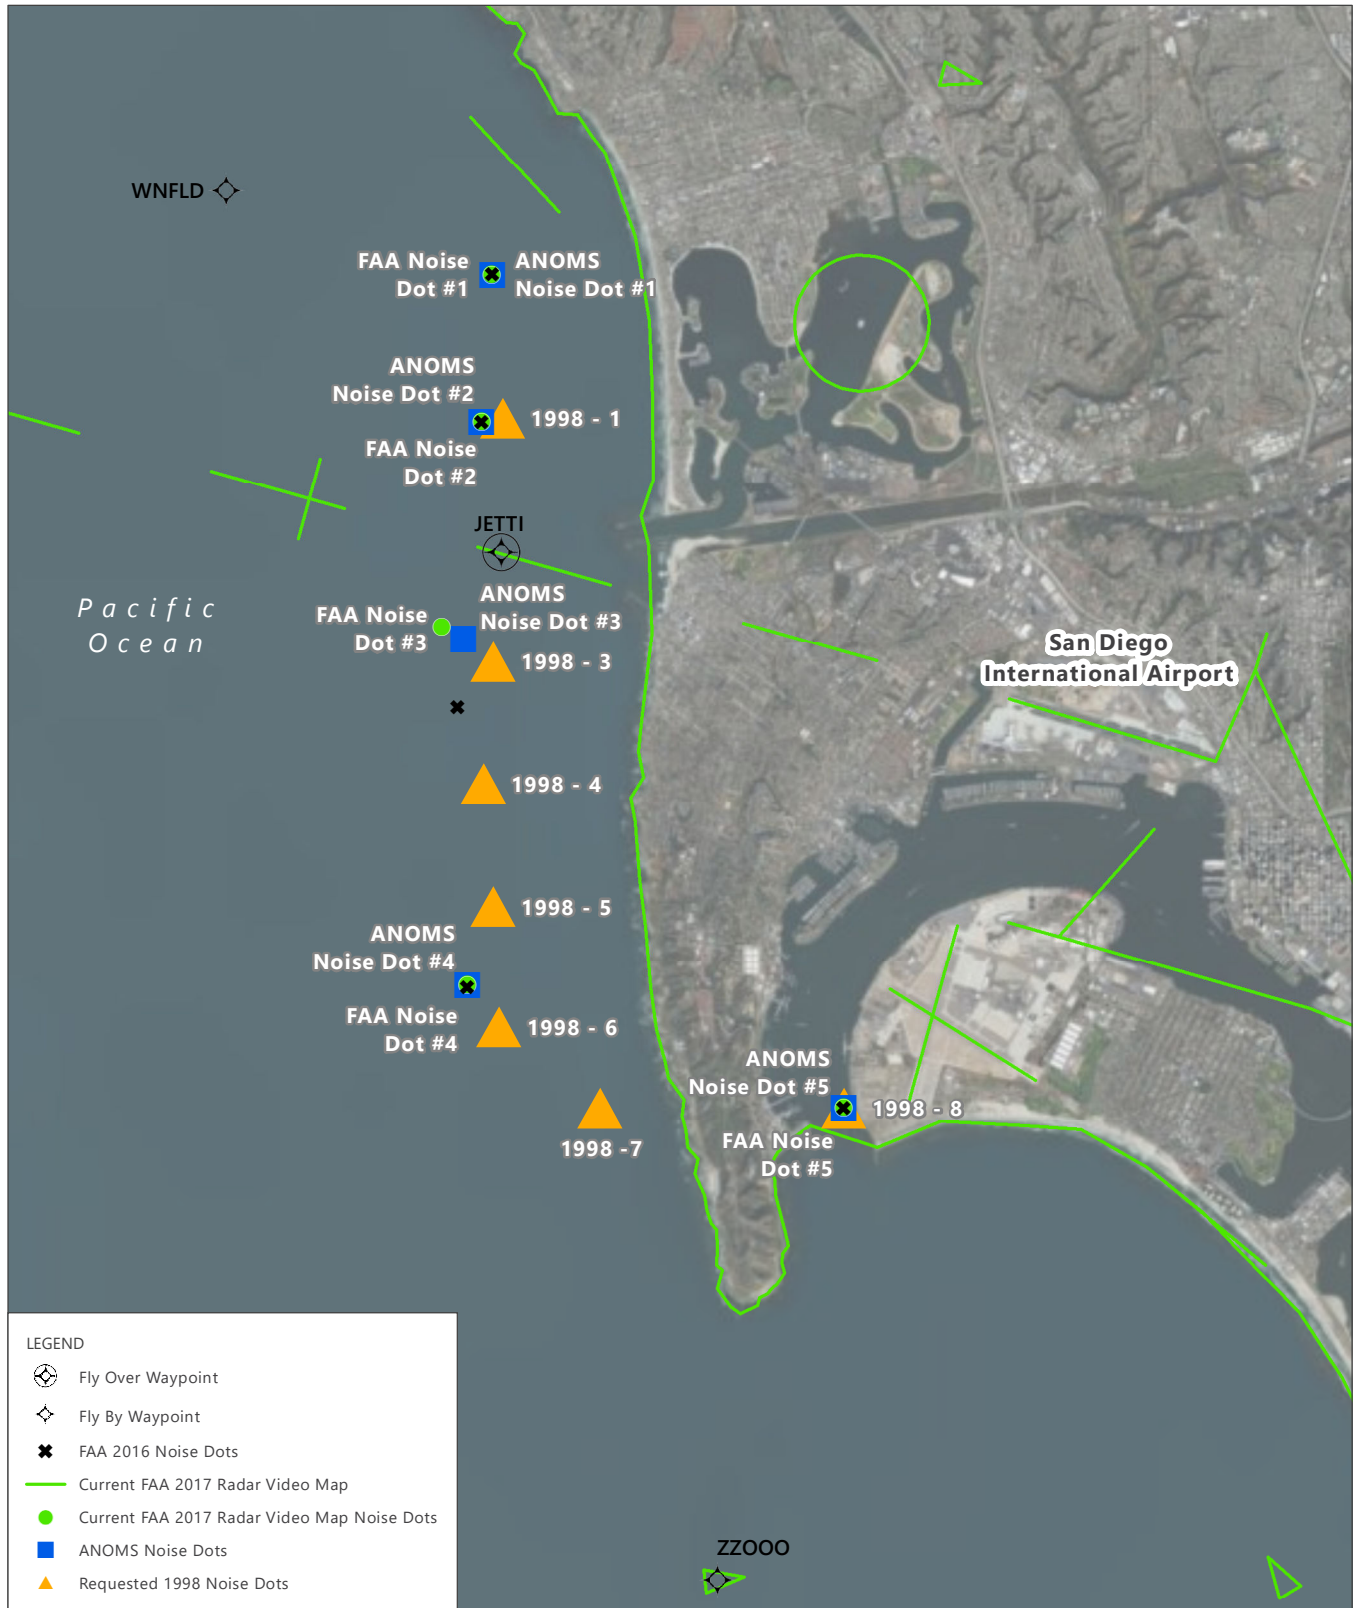 WNFLD
FAA Noise
Dot #1
ANOMS
Noise Dot #1
ANOMS
Noise Dot #2
1998 - 1
FAA Noise
Dot #2
JETTI
ANOMS
Noise Dot #3
FAA Noise
Dot #3
Pacific
Ocean
1998 - 3
San Diego
International Airport
1998 - 4
1998 - 5
ANOMS
Noise Dot #4
FAA Noise
Dot #4
1998 - 6
ANOMS
Noise Dot #5
1998 - 8
1998 -7
FAA Noise
Dot #5
LEGEND
Fly Over Waypoint
Fly By Waypoint
FAA 2016 Noise Dots
Current FAA 2017 Radar Video Map
Current FAA 2017 Radar Video Map Noise Dots
ANOMS Noise Dots
Requested 1998 Noise Dots
ZZOOO